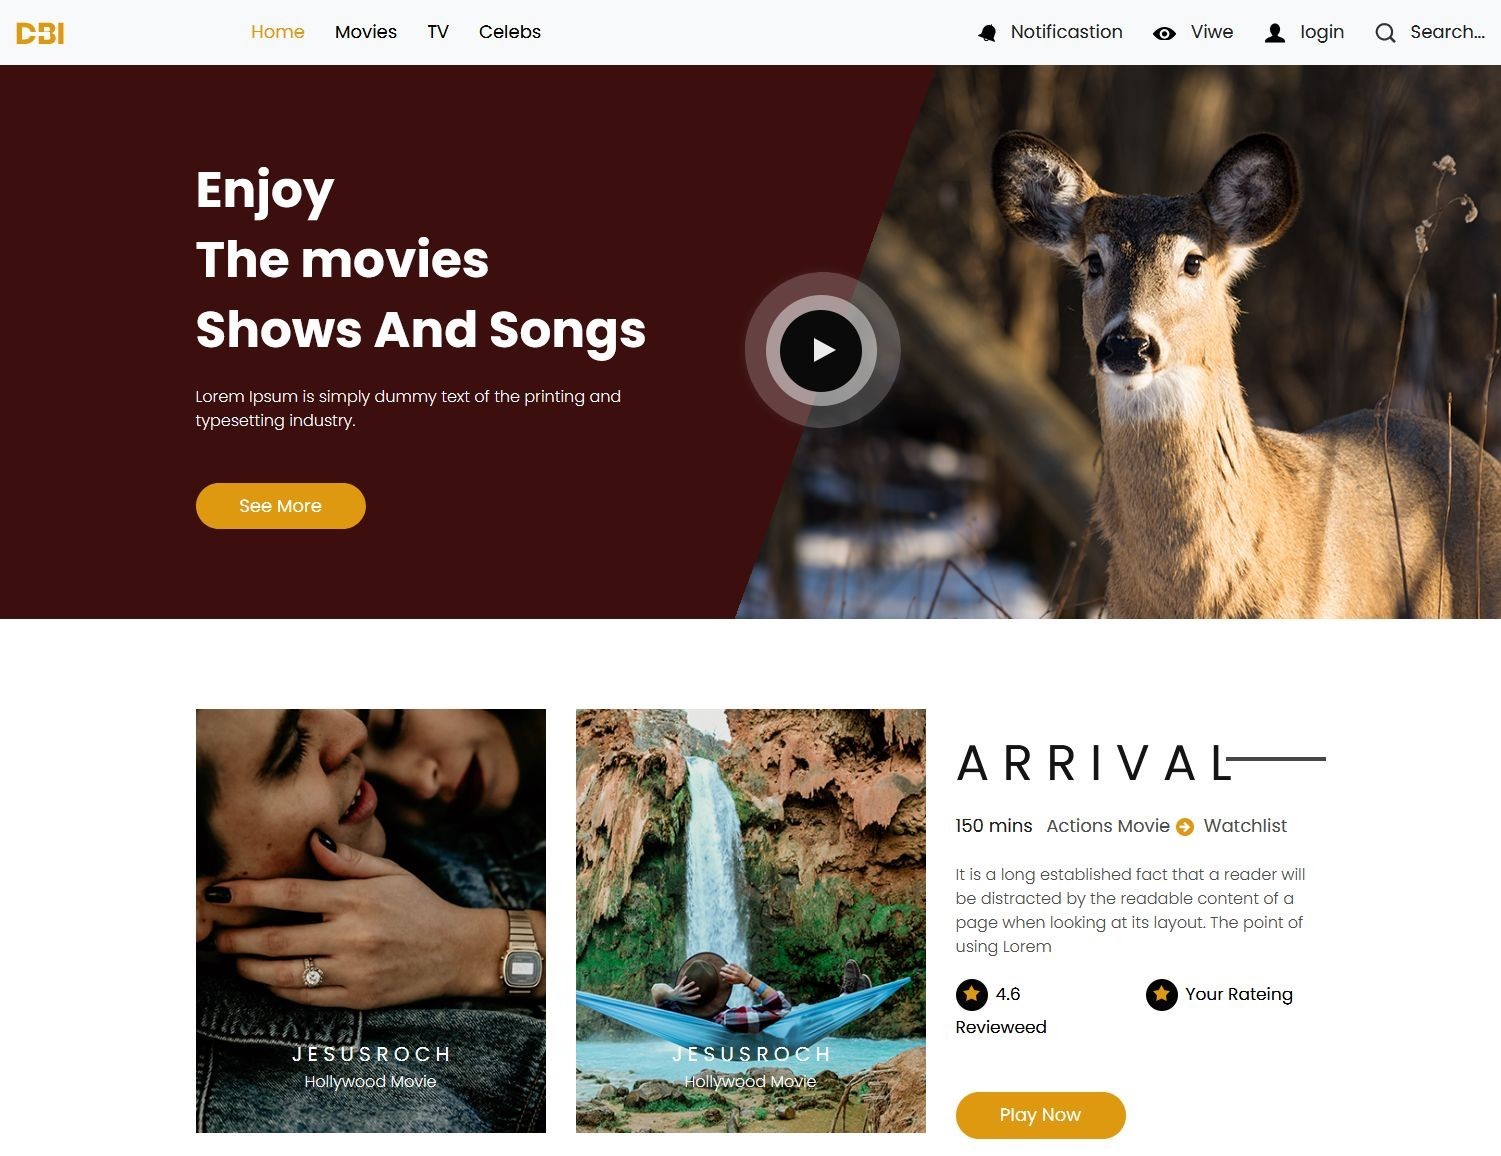 DBI
Home Movies TV Celebs
Notificastion Viwe login Search...
Enjoy
The movies
Shows And Songs
Lorem Ipsum is simply dummy text of the printing and
typesetting industry.
See More
JESUSROCH
Hollywood Movie
JESUSROCH
Hollywood Movie
ARRIVAL
150 mins Actions Movie Watchlist
It is a long established fact that a reader will
be distracted by the readable content of a
page when looking at its layout. The point of
using Lorem
4.6 Your Rateing
Revieweed
Play Now